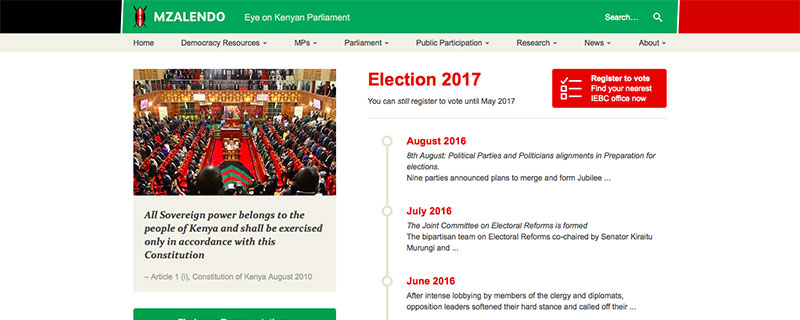 MZALENDO
Eye on Kenyan Parliament
Search...
Home
Democracy Resources
MPs
Parliament
Public Participation
Research
News
About
All Sovereign power belongs to the
people of Kenya and shall be exercised
only in accordance with this
Constitution
– Article 1 (i), Constitution of Kenya August 2010
Election 2017
You can still register to vote until May 2017
Register to vote
Find your nearest
IEBC office now
August 2016
8th August: Political Parties and Politicians alignments in Preparation for
elections.
Nine parties announced plans to merge and form Jubilee ...
July 2016
The Joint Committee on Electoral Reforms is formed
The bipartisan team on Electoral Reforms co-chaired by Senator Kiraitu
Murungi and ...
June 2016
After intense lobbying by members of the clergy and diplomats,
opposition leaders softened their hard stance and called off their ...